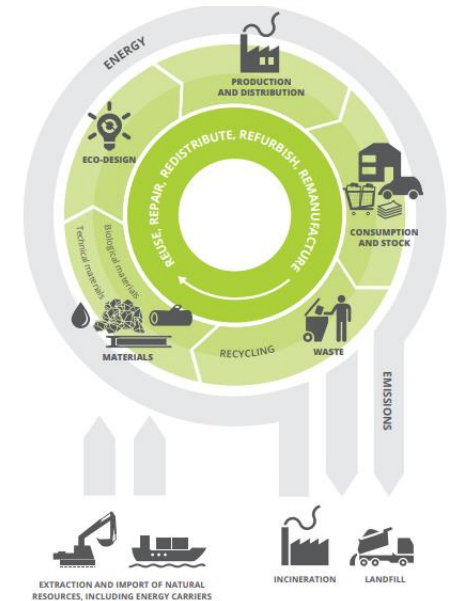 ENERGY
PRODUCTION
AND DISTRIBUTION
ECO-DESIGN
REUSE, REPAIR, REDISTRIBUTE, REFURBISH, REMANUFACTURE
CONSUMPTION
AND STOCK
Technical materials
Biological materials
MATERIALS
RECYCLING
WASTE
EMISSIONS
EXTRACTION AND IMPORT OF NATURAL
RESOURCES, INCLUDING ENERGY CARRIERS
INCINERATION
LANDFILL